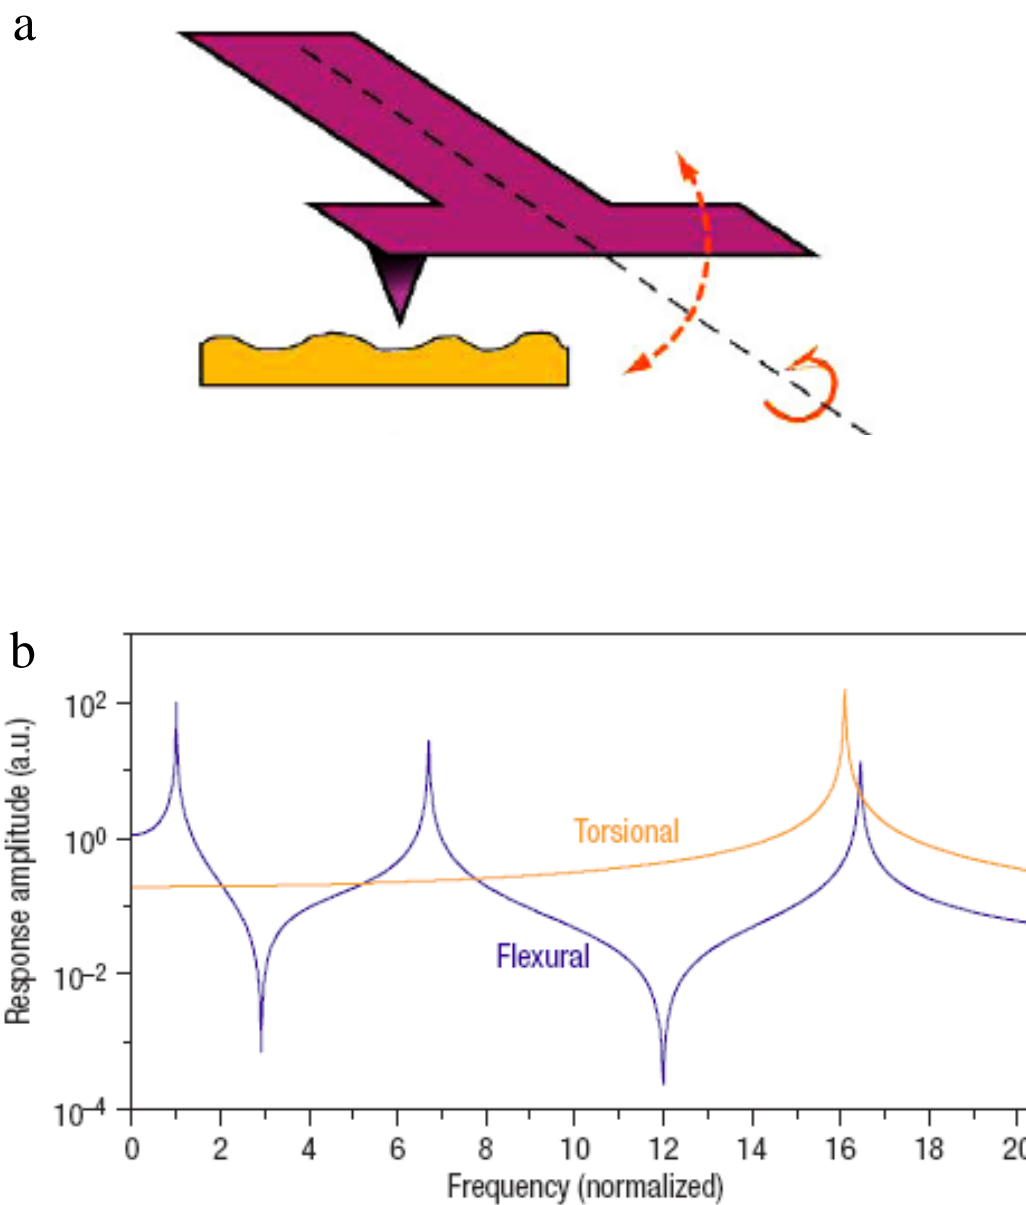 a
b
10²
10⁰
10⁻²
10⁻⁴
Response amplitude (a.u.)
Torsional
Flexural
0 2 4 6 8 10 12 14 16 18 20
Frequency (normalized)